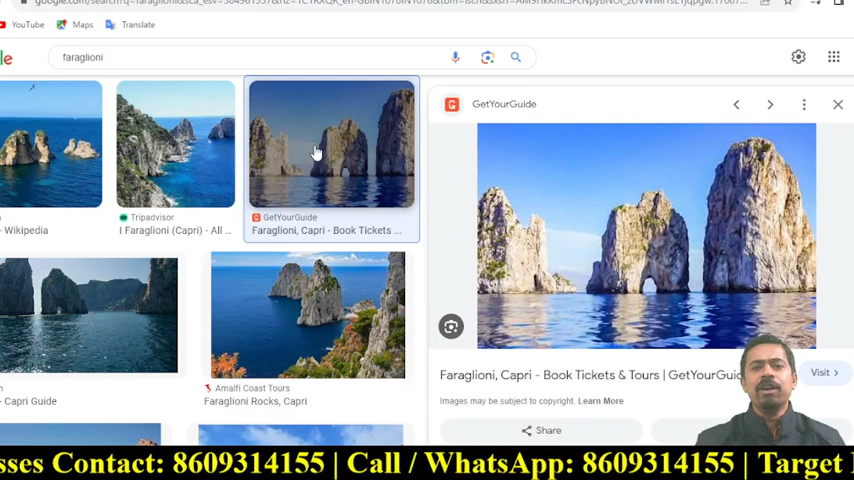 YouTube Maps Translate
faraglioni
GetYourGuide
- Wikipedia
Tripadvisor
I Faraglioni (Capri) - All ...
GetYourGuide
Faraglioni, Capri - Book Tickets ...
- Capri Guide
Amalfi Coast Tours
Faraglioni Rocks, Capri
Faraglioni, Capri - Book Tickets & Tours | GetYourGuid
Visit
Images may be subject to copyright. Learn More
Share
sses Contact: 8609314155 | Call / WhatsApp: 8609314155 | Target